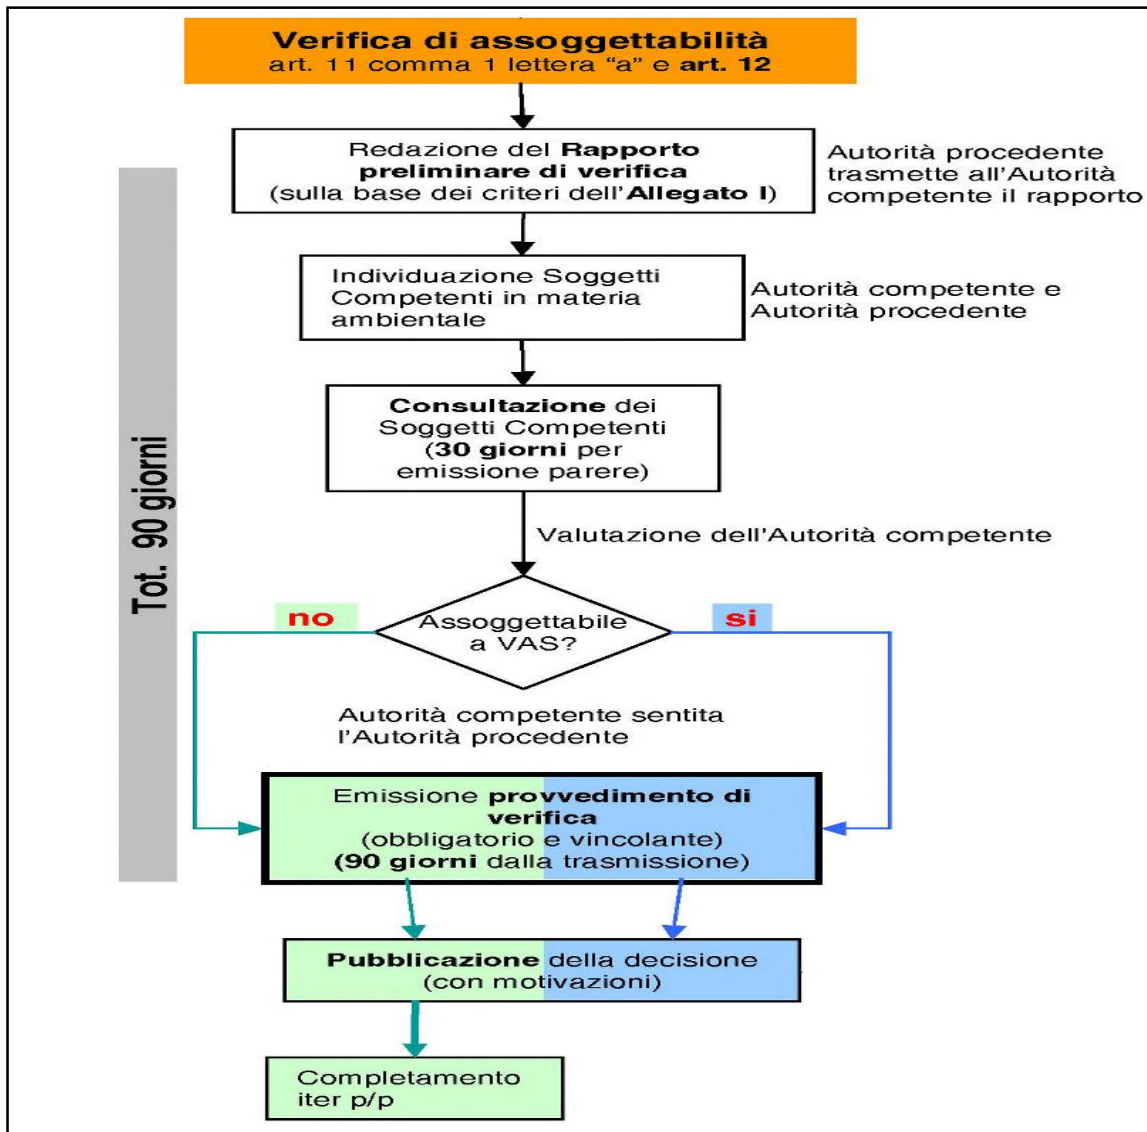 Verifica di assoggettabilità
art. 11 comma 1 lettera “a” e art. 12
Redazione del Rapporto
preliminare di verifica
(sulla base dei criteri dell’Allegato I)
Autorità procedente
trasmette all’Autorità
competente il rapporto
Individuazione Soggetti
Competenti in materia
ambientale
Autorità competente e
Autorità procedente
Consultazione dei
Soggetti Competenti
(30 giorni per
emissione parere)
Tot. 90 giorni
Valutazione dell’Autorità competente
no
Assoggettabile
a VAS?
si
Autorità competente sentita
l’Autorità procedente
Emissione provvedimento di
verifica
(obbligatorio e vincolante)
(90 giorni dalla trasmissione)
Pubblicazione della decisione
(con motivazioni)
Completamento
iter p/p